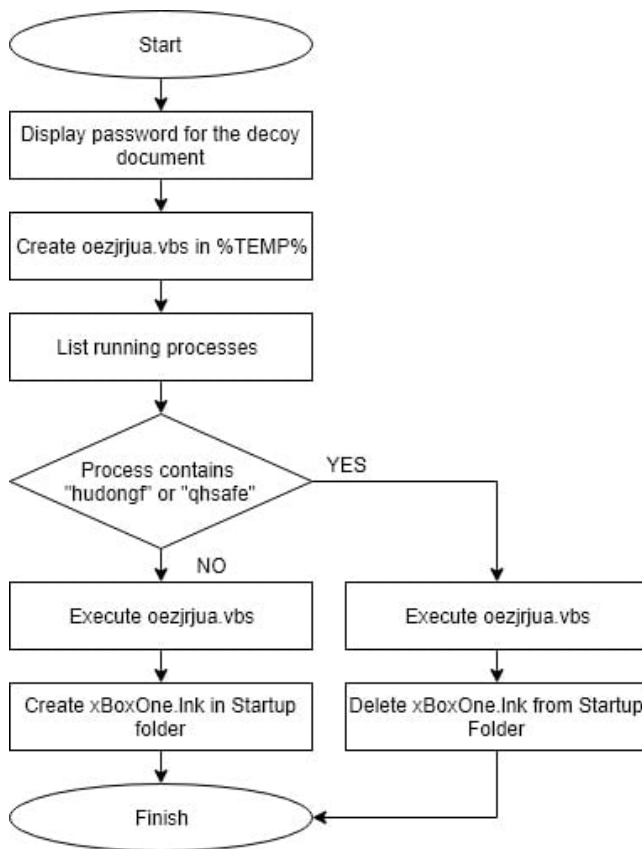 Start
Display password for the decoy
document
Create oezjrjua.vbs in %TEMP%
List running processes
Process contains
"hudongf" or "qhsafe"
YES
NO
Execute oezjrjua.vbs
Execute oezjrjua.vbs
Create xBoxOne.lnk in Startup
folder
Delete xBoxOne.lnk from Startup
Folder
Finish